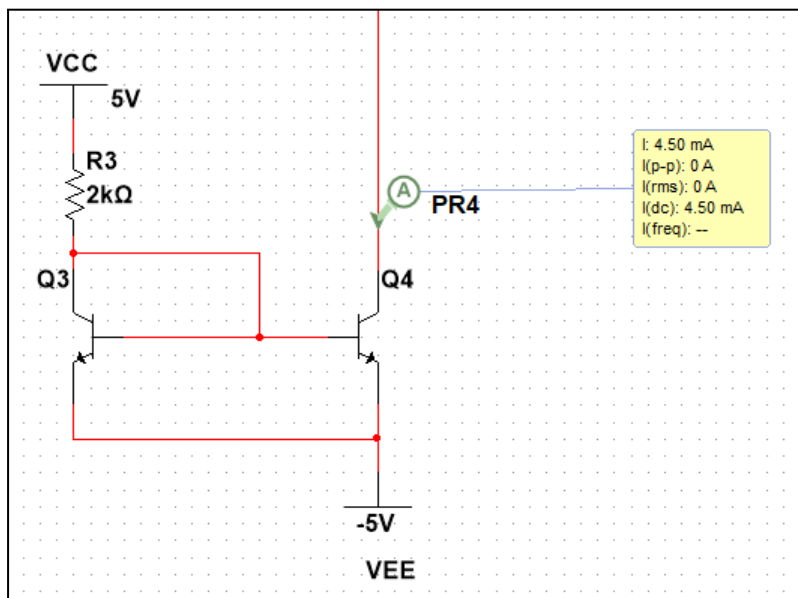 VCC
5V
R3
2kΩ
A
PR4
I: 4.50 mA
I(p-p): 0 A
I(rms): 0 A
I(dc): 4.50 mA
I(freq): --
Q3
Q4
-5V
VEE